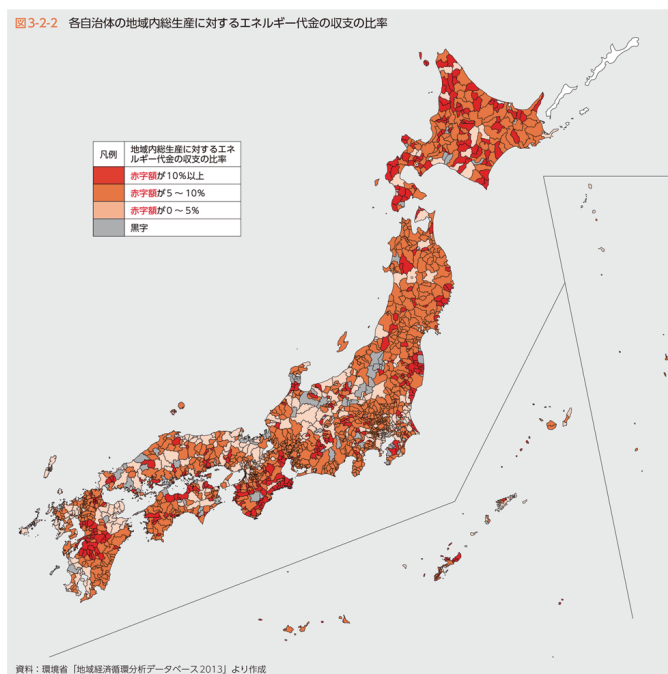 図3-2-2 各自治体の地域内総生産に対するエネルギー代金の収支の比率
凡例
地域内総生産に対するエネ
ルギー代金の収支の比率
赤字額が10%以上
赤字額が5～10%
赤字額が0～5%
黒字
資料：環境省「地域経済循環分析データベース2013」より作成